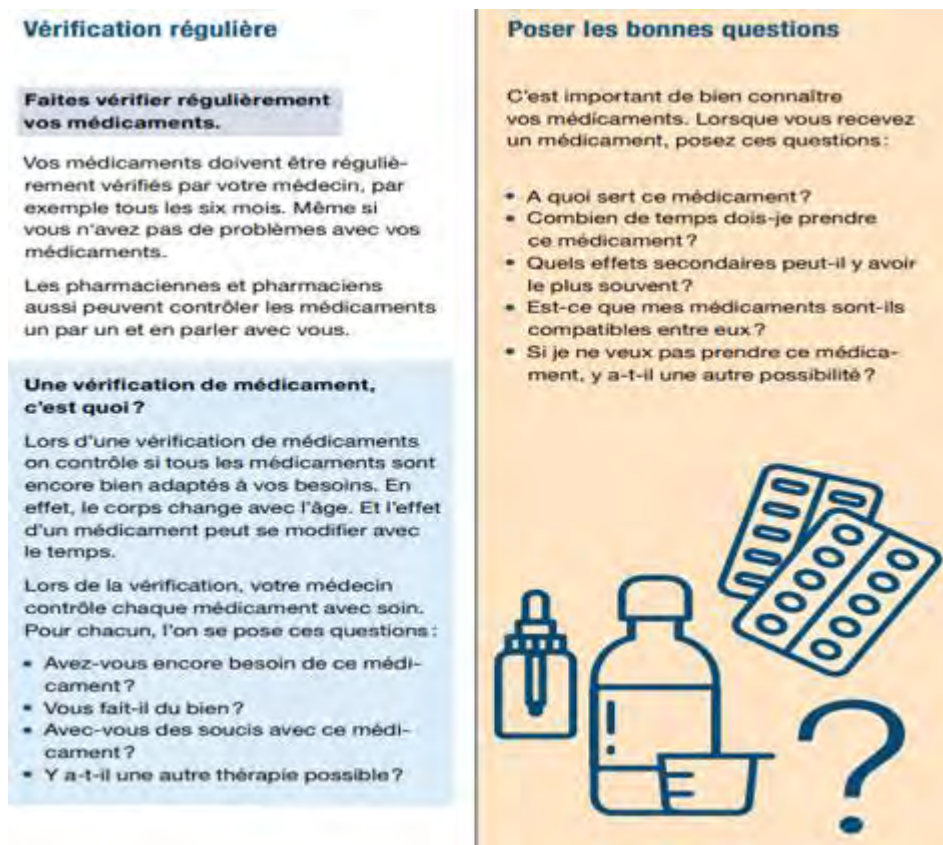 Vérification régulière
Faites vérifier régulièrement
vos médicaments.
Vos médicaments doivent être réguliè-
rement vérifiés par votre médecin, par
exemple tous les six mois. Même si
vous n'avez pas de problèmes avec vos
médicaments.
Les pharmaciennes et pharmaciens
aussi peuvent contrôler les médicaments
un par un et en parler avec vous.
Une vérification de médicament,
c'est quoi ?
Lors d'une vérification de médicaments
on contrôle si tous les médicaments sont
encore bien adaptés à vos besoins. En
effet, le corps change avec l'âge. Et l'effet
d'un médicament peut se modifier avec
le temps.
Lors de la vérification, votre médecin
contrôle chaque médicament avec soin.
Pour chacun, l'on se pose ces questions :
• Avez-vous encore besoin de ce médi-
cament ?
• Vous fait-il du bien ?
• Avec-vous des soucis avec ce médi-
cament ?
• Y a-t-il une autre thérapie possible ?
Poser les bonnes questions
C'est important de bien connaître
vos médicaments. Lorsque vous recevez
un médicament, posez ces questions :
• A quoi sert ce médicament ?
• Combien de temps dois-je prendre
ce médicament ?
• Quels effets secondaires peut-il y avoir
le plus souvent ?
• Est-ce que mes médicaments sont-ils
compatibles entre eux ?
• Si je ne veux pas prendre ce médica-
ment, y a-t-il une autre possibilité ?
?